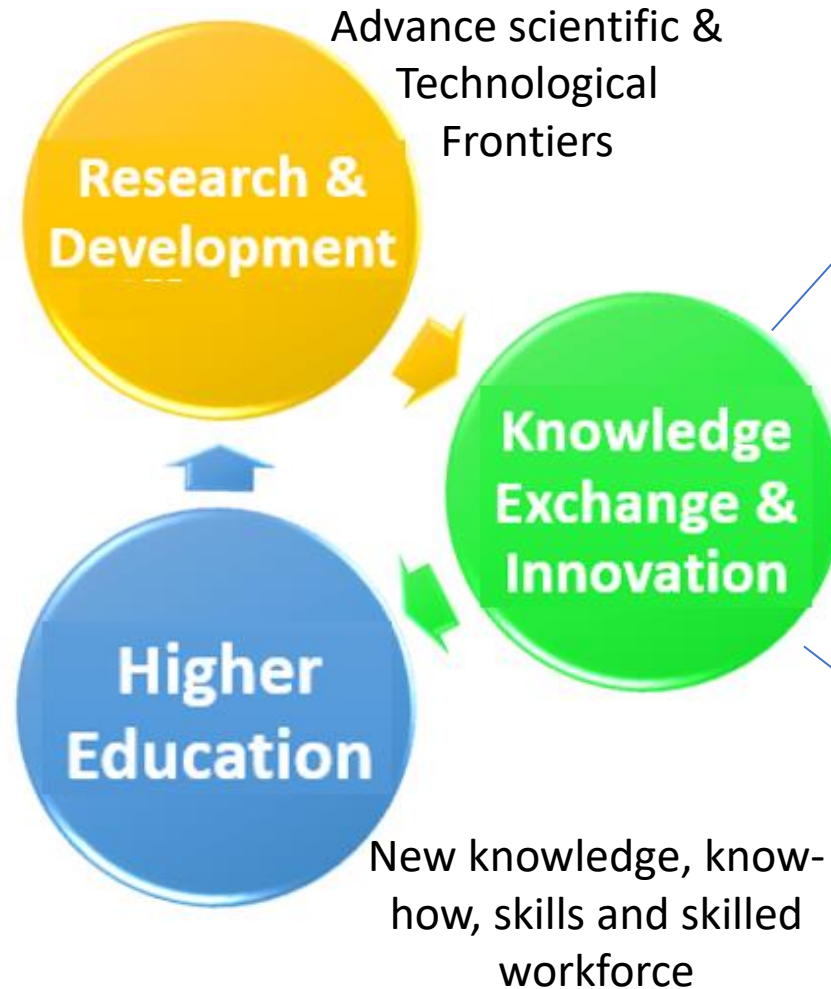 Advance scientific &
Technological
Frontiers
Research &
Development
Knowledge
Exchange &
Innovation
Higher
Education
New knowledge, know-
how, skills and skilled
workforce